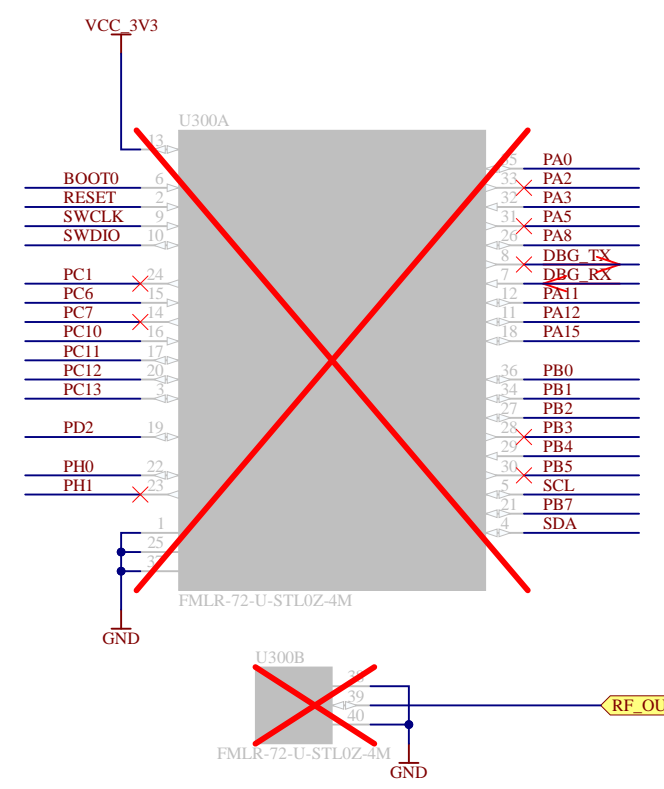 VCC_3V3
U300A
13
BOOT0 6
RESET 2
SWCLK 9
SWDIO 10
PC1 24
PC6 15
PC7 14
PC10 16
PC11 17
PC12 20
PC13 3
PD2 19
PH0 22
PH1 23
1
25
37
GND
35 PA0
33 PA2
32 PA3
31 PA5
26 PA8
8 DBG_TX
7 DBG_RX
12 PA11
11 PA12
18 PA15
36 PB0
34 PB1
27 PB2
28 PB3
29 PB4
30 PB5
5 SCL
21 PB7
4 SDA
FMLR-72-U-STL0Z-4M
U300B
38
39
40
RF_OU
FMLR-72-U-STL0Z-4M
GND